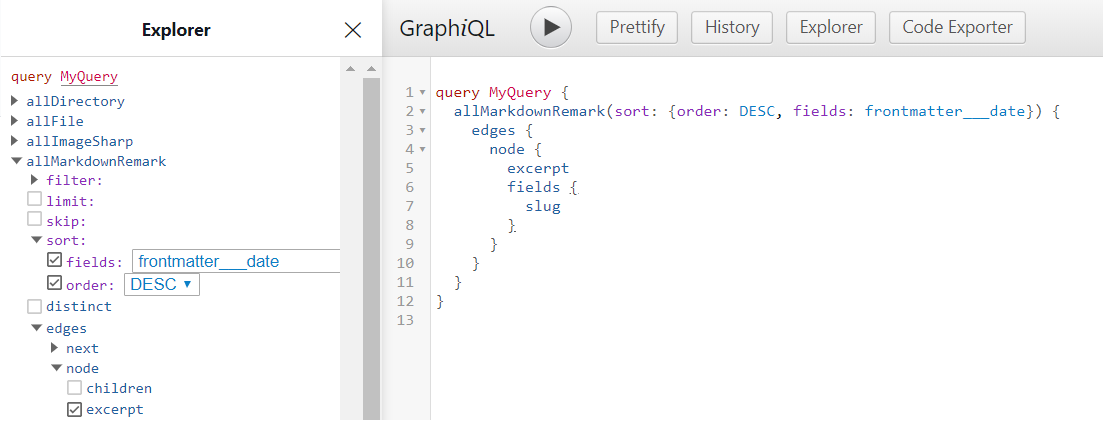 Explorer
query MyQuery
allDirectory
allFile
allImageSharp
allMarkdownRemark
filter:
limit:
skip:
sort:
fields: frontmatter___date
order: DESC
distinct
edges
next
node
children
excerpt
GraphiQL Prettify History Explorer Code Exporter
1 query MyQuery {
2 allMarkdownRemark(sort: {order: DESC, fields: frontmatter___date}) {
3 edges {
4 node {
5 excerpt
6 fields {
7 slug
8 }
9 }
10 }
11 }
12 }
13